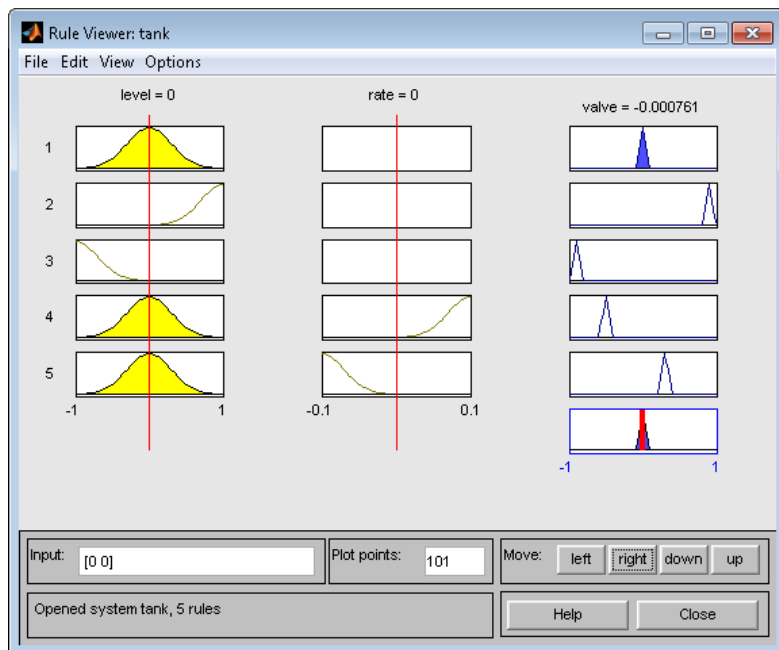 Rule Viewer: tank
File Edit View Options
level = 0 rate = 0 valve = -0.000761
1
2
3
4
5
-1 1 -0.1 0.1
-1 1
Input: [0 0] Plot points: 101 Move: left right down up
Opened system tank, 5 rules Help Close